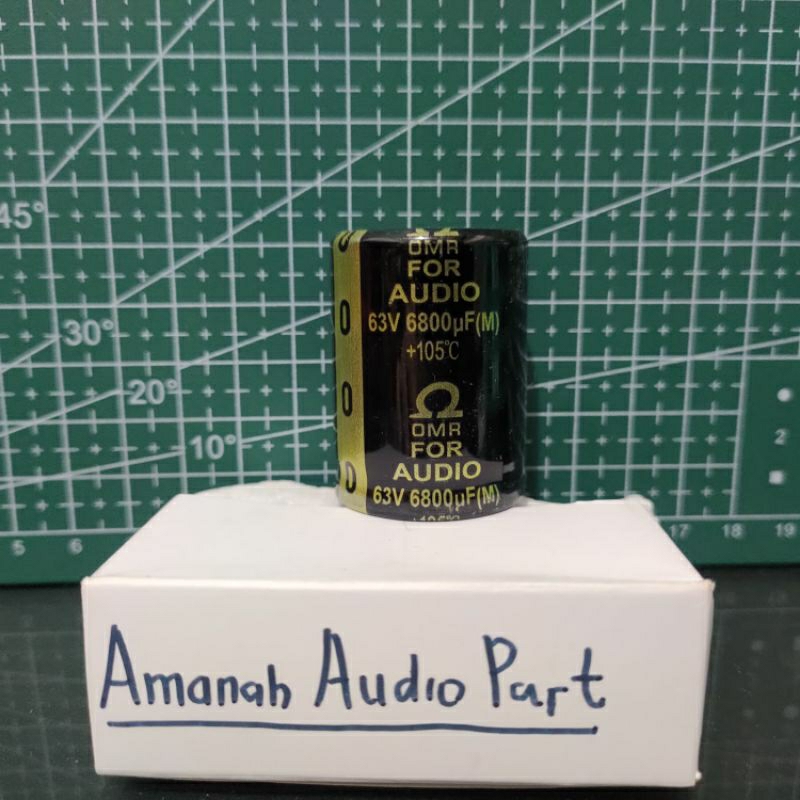 45°
30°
20°
10°
5 6
17 18 19
2
Ω
OMR
FOR
AUDIO
63V 6800µF(M)
+105℃
Ω
OMR
FOR
AUDIO
63V 6800µF(M)
+105℃
Amanah Audio Part